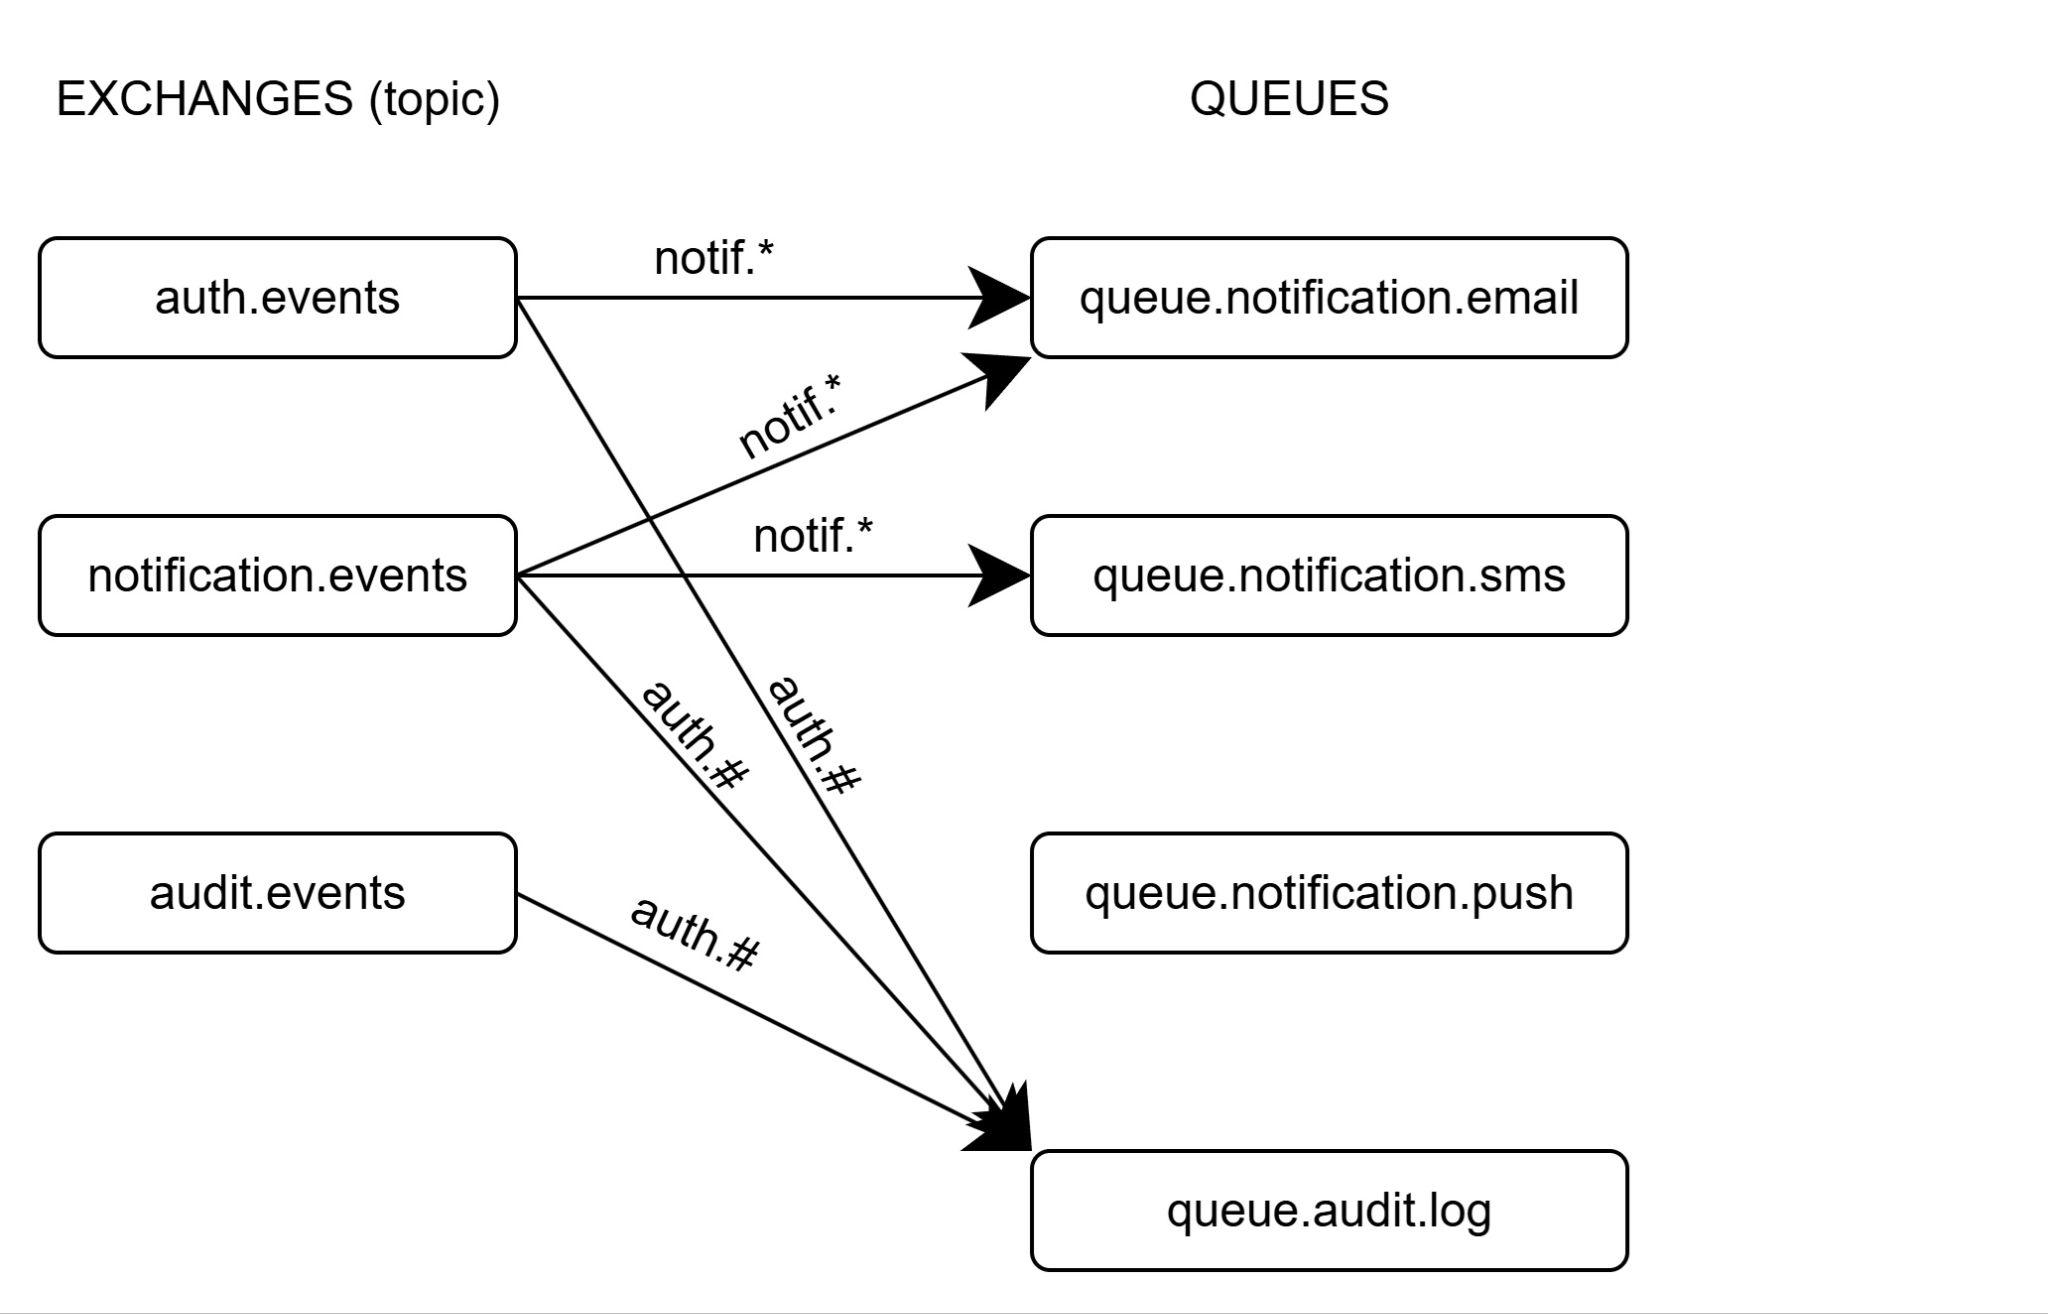 EXCHANGES (topic)
QUEUES
auth.events
notif.*
queue.notification.email
notif.*
notification.events
notif.*
queue.notification.sms
auth.#
auth.#
audit.events
auth.#
queue.notification.push
queue.audit.log